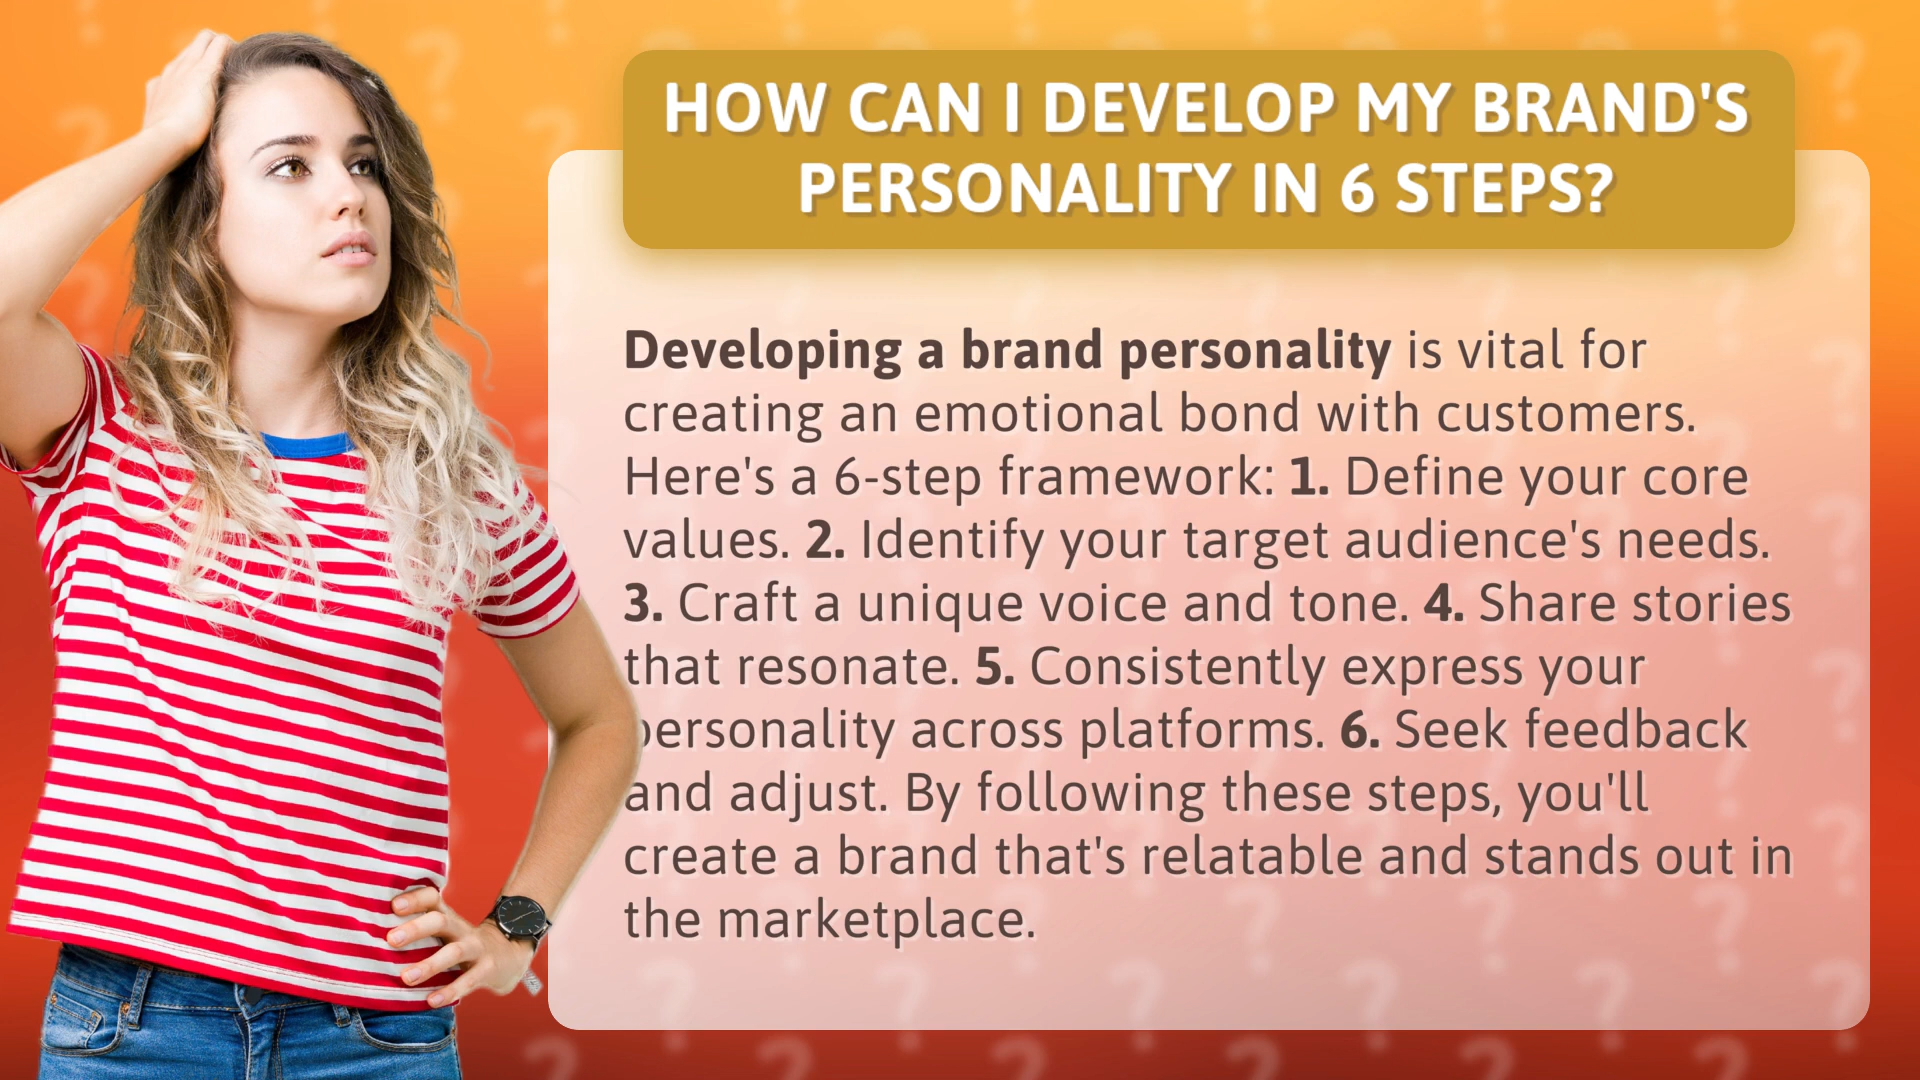 HOW CAN I DEVELOP MY BRAND'S
PERSONALITY IN 6 STEPS?
Developing a brand personality is vital for
creating an emotional bond with customers.
Here's a 6-step framework: 1. Define your core
values. 2. Identify your target audience's needs.
3. Craft a unique voice and tone. 4. Share stories
that resonate. 5. Consistently express your
personality across platforms. 6. Seek feedback
and adjust. By following these steps, you'll
create a brand that's relatable and stands out in
the marketplace.